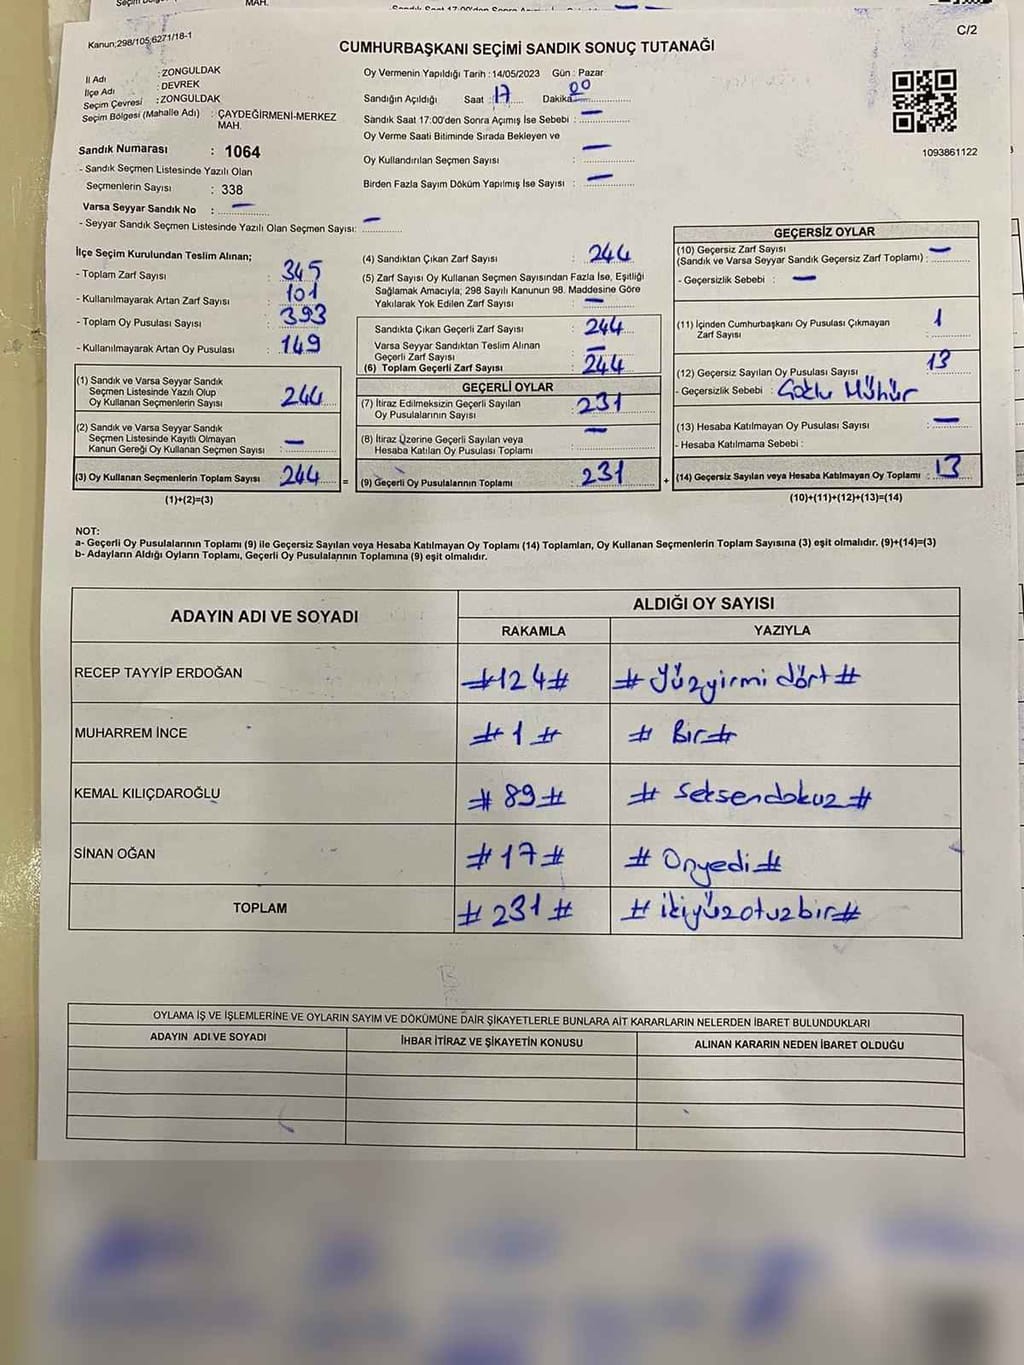 MAH.
Kanun;298/105;6271/18-1
C/2
CUMHURBAŞKANI SEÇİMİ SANDIK SONUÇ TUTANAĞI
İl Adı : ZONGULDAK
İlçe Adı : DEVREK
Seçim Çevresi : ZONGULDAK
Seçim Bölgesi (Mahalle Adı) : ÇAYDEĞİRMENİ-MERKEZ
MAH.
Sandık Numarası : 1064
- Sandık Seçmen Listesinde Yazılı Olan
Seçmenlerin Sayısı : 338
Varsa Seyyar Sandık No : —
- Seyyar Sandık Seçmen Listesinde Yazılı Olan Seçmen Sayısı: —
Oy Vermenin Yapıldığı Tarih : 14/05/2023 Gün : Pazar
Sandığın Açıldığı Saat : 17 Dakika 00
Sandık Saat 17:00'den Sonra Açımış İse Sebebi : —
Oy Verme Saati Bitiminde Sırada Bekleyen ve
Oy Kullandırılan Seçmen Sayısı : —
Birden Fazla Sayım Döküm Yapılmış İse Sayısı : —
1093861122
İlçe Seçim Kurulundan Teslim Alınan;
- Toplam Zarf Sayısı : 345
- Kullanılmayarak Artan Zarf Sayısı : 101
- Toplam Oy Pusulası Sayısı : 393
- Kullanılmayarak Artan Oy Pusulası : 149
(1) Sandık ve Varsa Seyyar Sandık
Seçmen Listesinde Yazılı Olup
Oy Kullanan Seçmenlerin Sayısı : 244
(2) Sandık ve Varsa Seyyar Sandık
Seçmen Listesinde Kayıtlı Olmayan
Kanun Gereği Oy Kullanan Seçmen Sayısı : —
(3) Oy Kullanan Seçmenlerin Toplam Sayısı : 244 =
(1)+(2)=(3)
(4) Sandıktan Çıkan Zarf Sayısı : 244
(5) Zarf Sayısı Oy Kullanan Seçmen Sayısından Fazla İse, Eşitliği
Sağlamak Amacıyla; 298 Sayılı Kanunun 98. Maddesine Göre
Yakılarak Yok Edilen Zarf Sayısı : —
Sandıkta Çıkan Geçerli Zarf Sayısı : 244
Varsa Seyyar Sandıktan Teslim Alınan
Geçerli Zarf Sayısı : —
(6) Toplam Geçerli Zarf Sayısı : 244
GEÇERLİ OYLAR
(7) İtiraz Edilmeksizin Geçerli Sayılan
Oy Pusulalarının Sayısı : 231
(8) İtiraz Üzerine Geçerli Sayılan veya
Hesaba Katılan Oy Pusulası Toplamı : —
(9) Geçerli Oy Pusulalarının Toplamı : 231 +
GEÇERSİZ OYLAR
(10) Geçersiz Zarf Sayısı
(Sandık ve Varsa Seyyar Sandık Geçersiz Zarf Toplamı) : —
- Geçersizlik Sebebi : —
(11) İçinden Cumhurbaşkanı Oy Pusulası Çıkmayan
Zarf Sayısı : 1
(12) Geçersiz Sayılan Oy Pusulası Sayısı : 13
- Geçersizlik Sebebi : Çoklu Mühür
(13) Hesaba Katılmayan Oy Pusulası Sayısı : —
- Hesaba Katılmama Sebebi :
(14) Geçersiz Sayılan veya Hesaba Katılmayan Oy Toplamı : 13
(10)+(11)+(12)+(13)=(14)
NOT:
a- Geçerli Oy Pusulalarının Toplamı (9) ile Geçersiz Sayılan veya Hesaba Katılmayan Oy Toplamı (14) Toplamları, Oy Kullanan Seçmenlerin Toplam Sayısına (3) eşit olmalıdır. (9)+(14)=(3)
b- Adayların Aldığı Oyların Toplamı, Geçerli Oy Pusulalarının Toplamına (9) eşit olmalıdır.
ADAYIN ADI VE SOYADI
ALDIĞI OY SAYISI
RAKAMLA YAZIYLA
RECEP TAYYİP ERDOĞAN #124# # Yüzyirmi dört #
MUHARREM İNCE # 1 # # Bir #
KEMAL KILIÇDAROĞLU # 89 # # Seksendokuz #
SİNAN OĞAN # 17 # # Onyedi #
TOPLAM # 231 # # ikiyüzotuzbir #
OYLAMA İŞ VE İŞLEMLERİNE VE OYLARIN SAYIM VE DÖKÜMÜNE DAİR ŞİKAYETLERLE BUNLARA AİT KARARLARIN NELERDEN İBARET BULUNDUKLARI
ADAYIN ADI VE SOYADI İHBAR İTİRAZ VE ŞİKAYETİN KONUSU ALINAN KARARIN NEDEN İBARET OLDUĞU